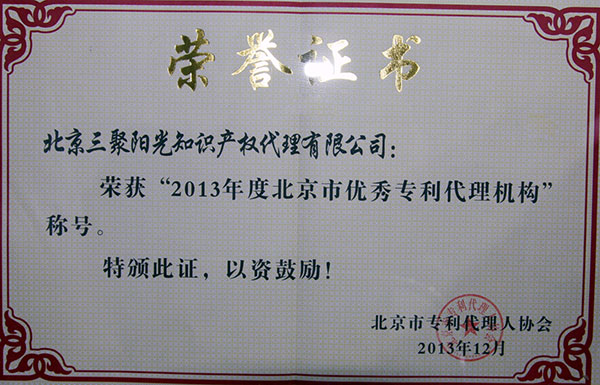 荣誉证书
北京三聚阳光知识产权代理有限公司：
荣获“2013年度北京市优秀专利代理机构”
称号。
特颁此证，以资鼓励！
北京市专利代理人协会
2013年12月